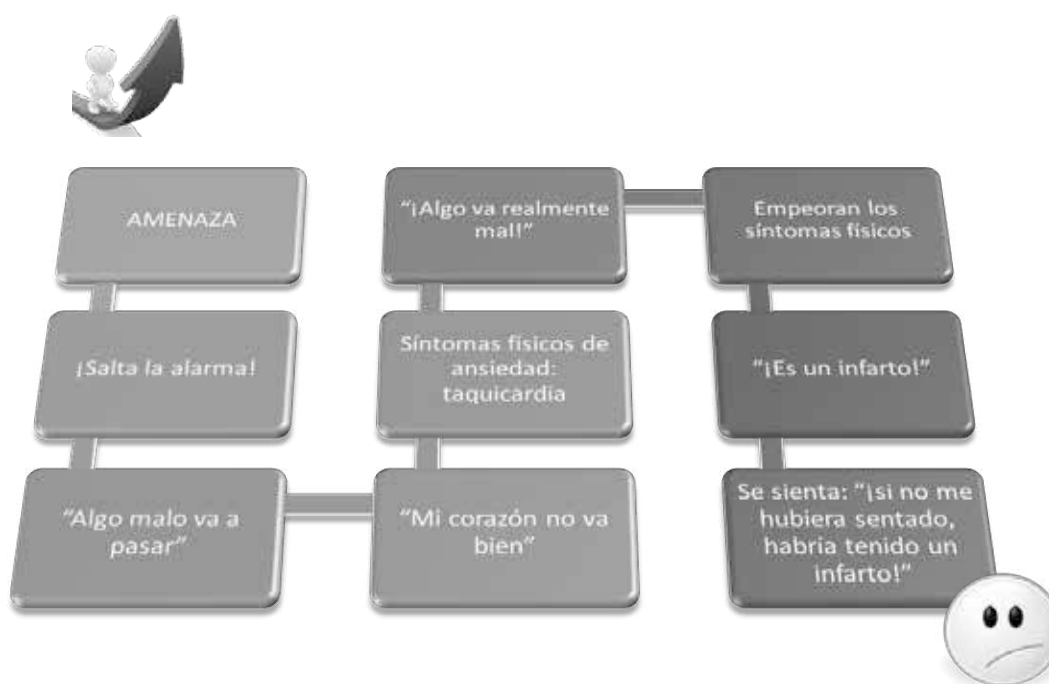 AMENAZA
¡Salta la alarma!
"Algo malo va a
pasar"
"Mi corazón no va
bien"
Síntomas físicos de
ansiedad:
taquicardia
"¡Algo va realmente
mal!"
Empeoran los
síntomas físicos
"¡Es un infarto!"
Se sienta: "¡si no me
hubiera sentado,
habría tenido un
infarto!"